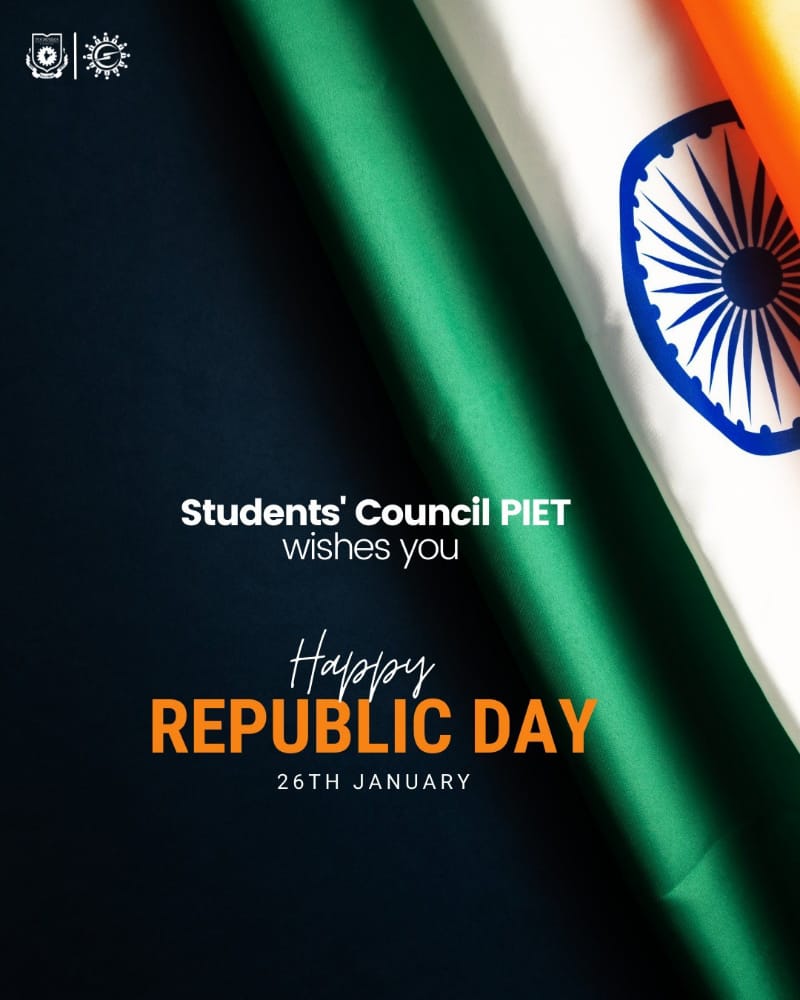 Students' Council PIET
wishes you
Happy
REPUBLIC DAY
26TH JANUARY